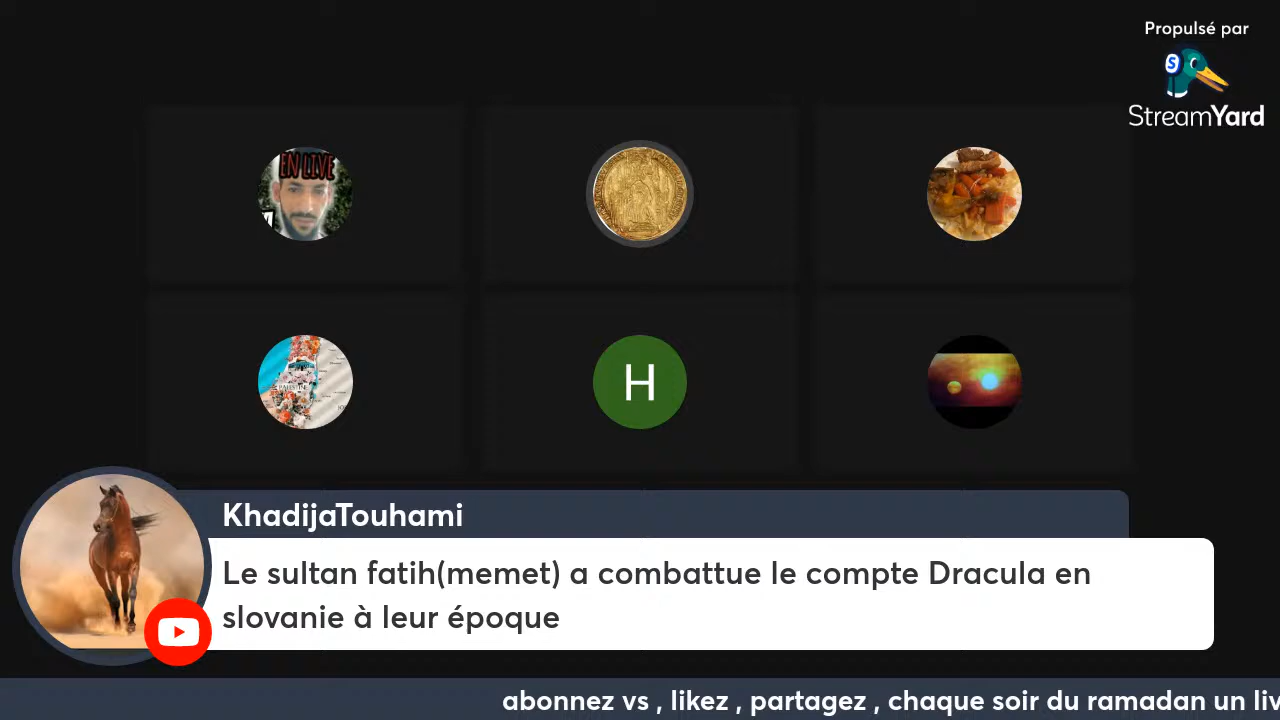 Propulsé par
StreamYard
EN LIVE
PALESTINE
H
KhadijaTouhami
Le sultan fatih(memet) a combattue le compte Dracula en
slovanie à leur époque
abonnez vs , likez , partagez , chaque soir du ramadan un liv